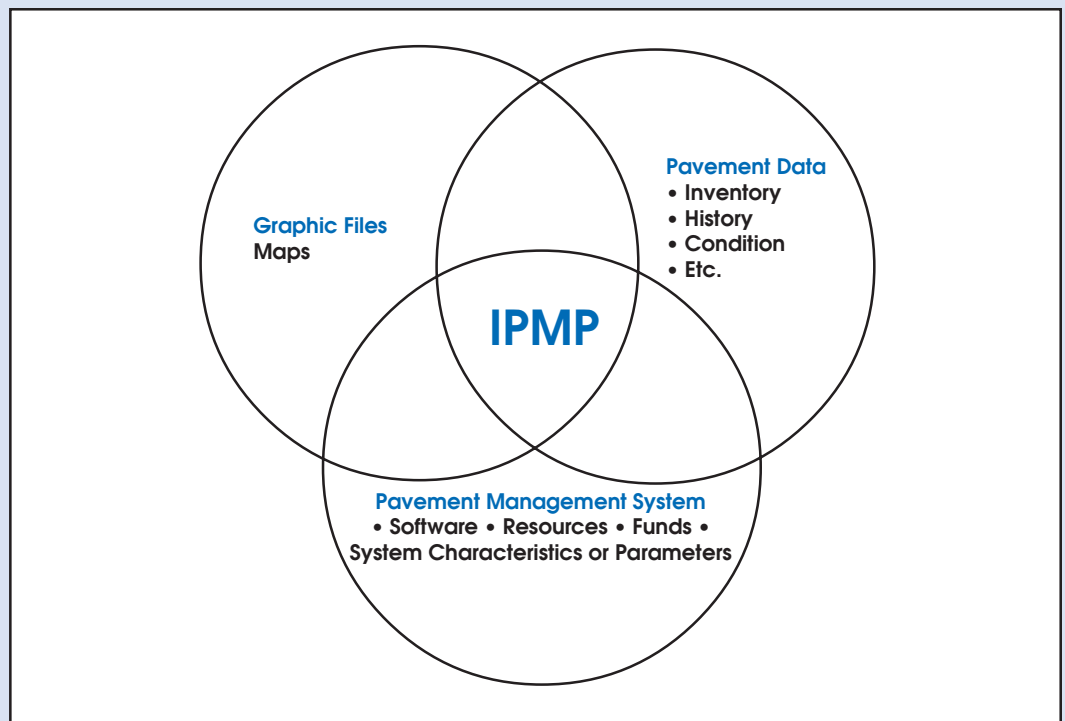 Graphic Files
Maps
Pavement Data
• Inventory
• History
• Condition
• Etc.
IPMP
Pavement Management System
• Software • Resources • Funds •
System Characteristics or Parameters